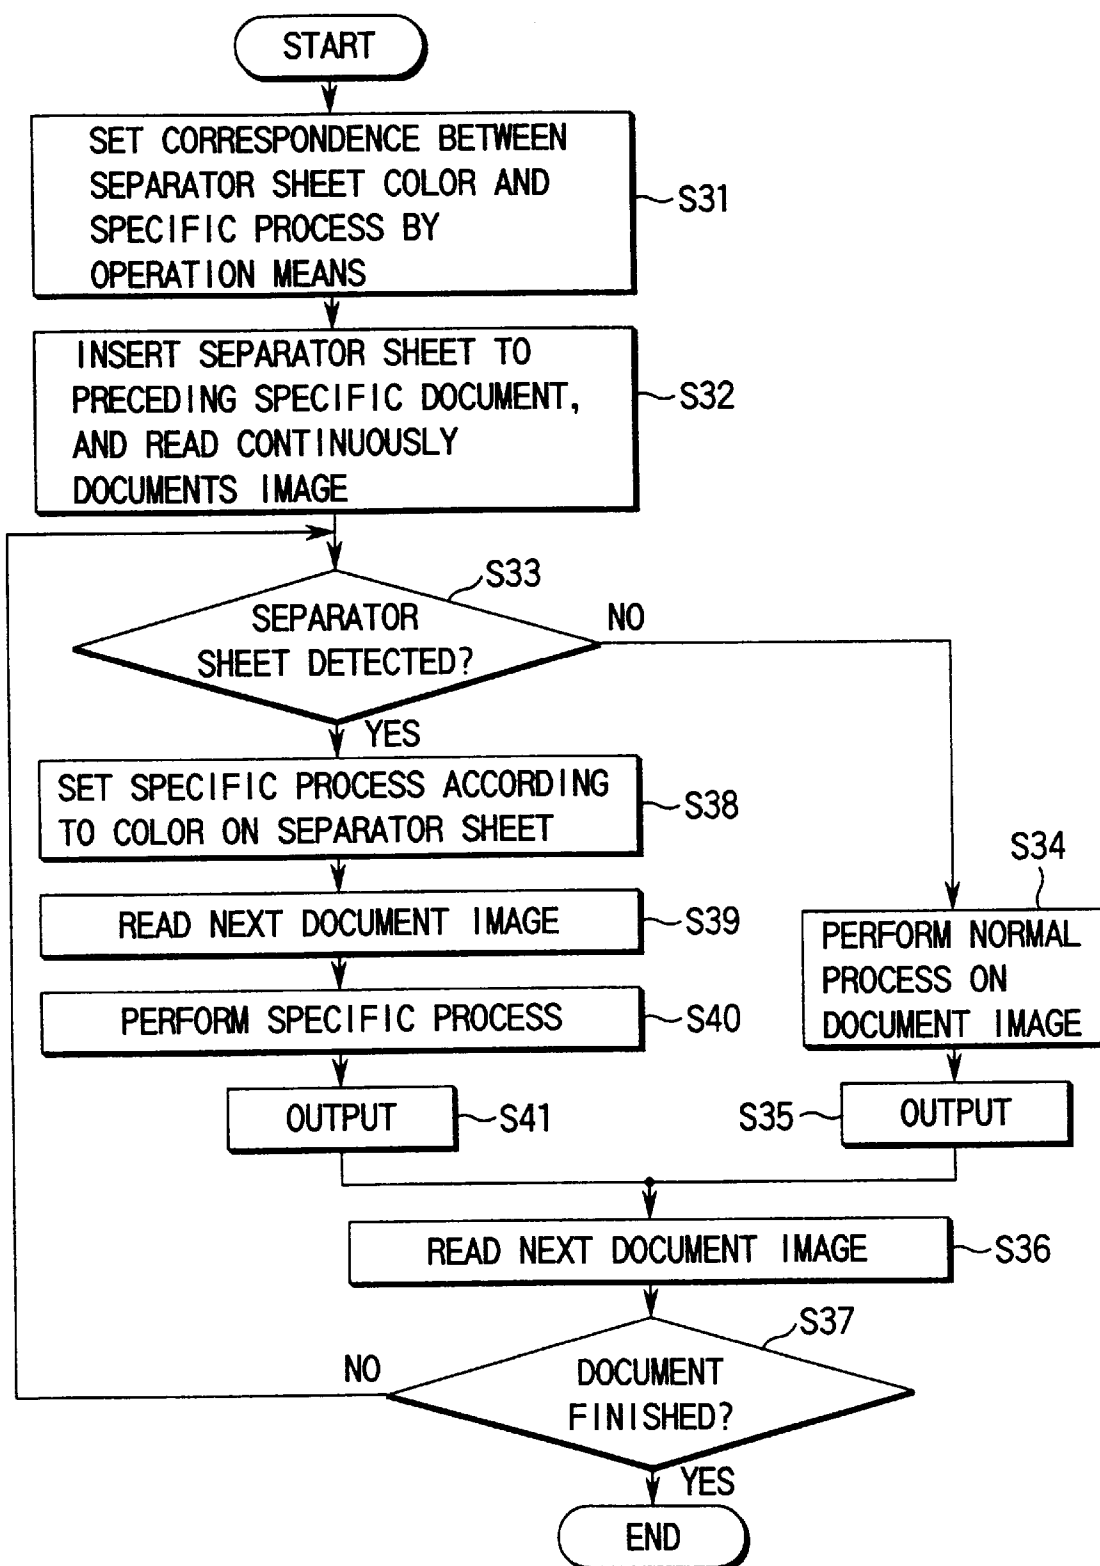 START
SET CORRESPONDENCE BETWEEN
SEPARATOR SHEET COLOR AND
SPECIFIC PROCESS BY
OPERATION MEANS
S31
INSERT SEPARATOR SHEET TO
PRECEDING SPECIFIC DOCUMENT,
AND READ CONTINUOUSLY
DOCUMENTS IMAGE
S32
S33
SEPARATOR
SHEET DETECTED?
NO
YES
SET SPECIFIC PROCESS ACCORDING
TO COLOR ON SEPARATOR SHEET
S38
READ NEXT DOCUMENT IMAGE
S39
PERFORM SPECIFIC PROCESS
S40
OUTPUT
S41
S34
PERFORM NORMAL
PROCESS ON
DOCUMENT IMAGE
S35
OUTPUT
READ NEXT DOCUMENT IMAGE
S36
S37
DOCUMENT
FINISHED?
NO
YES
END